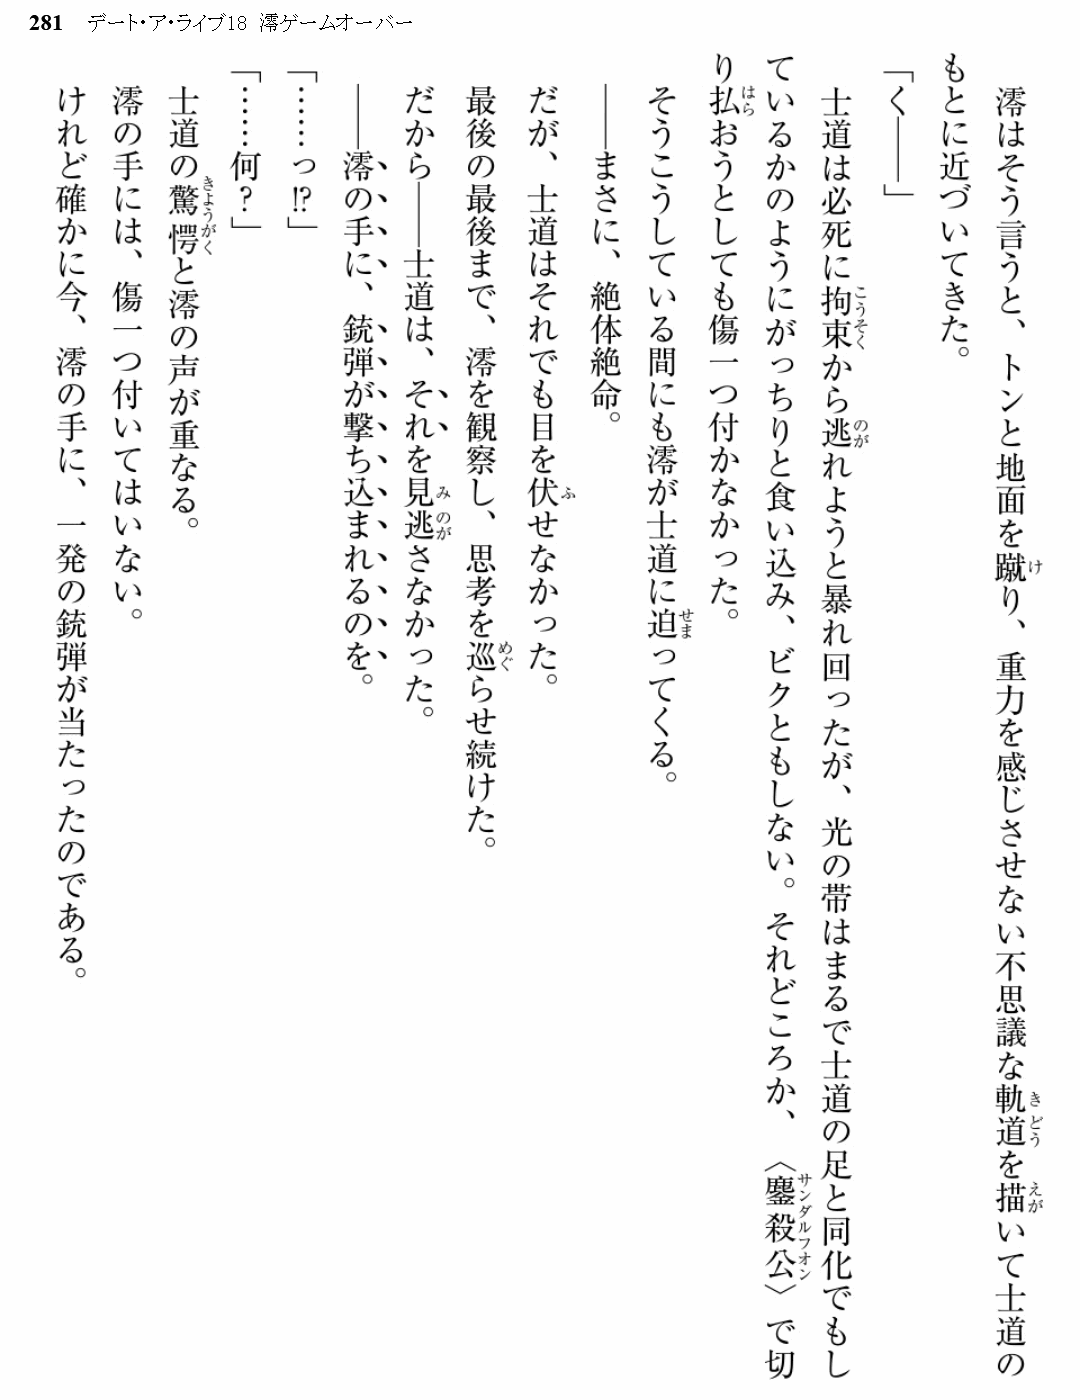 281 デート・ア・ライブ18 澪ゲームオーバー
澪はそう言うと、トンと地面を蹴り、重力を感じさせない不思議な軌道を描いて士道の
もとに近づいてきた。
「く――」
士道は必死に拘束から逃れようと暴れ回ったが、光の帯はまるで士道の足と同化でもし
ているかのようにがっちりと食い込み、ビクともしない。それどころか、〈鏖殺公〉で切
り払おうとしても傷一つ付かなかった。
そうこうしている間にも澪が士道に迫ってくる。
――まさに、絶体絶命。
だが、士道はそれでも目を伏せなかった。
最後の最後まで、澪を観察し、思考を巡らせ続けた。
だから――士道は、それを見逃さなかった。
――澪の手に、銃弾が撃ち込まれるのを。
「……っ!?」
「……何？」
士道の驚愕と澪の声が重なる。
澪の手には、傷一つ付いてはいない。
けれど確かに今、澪の手に、一発の銃弾が当たったのである。